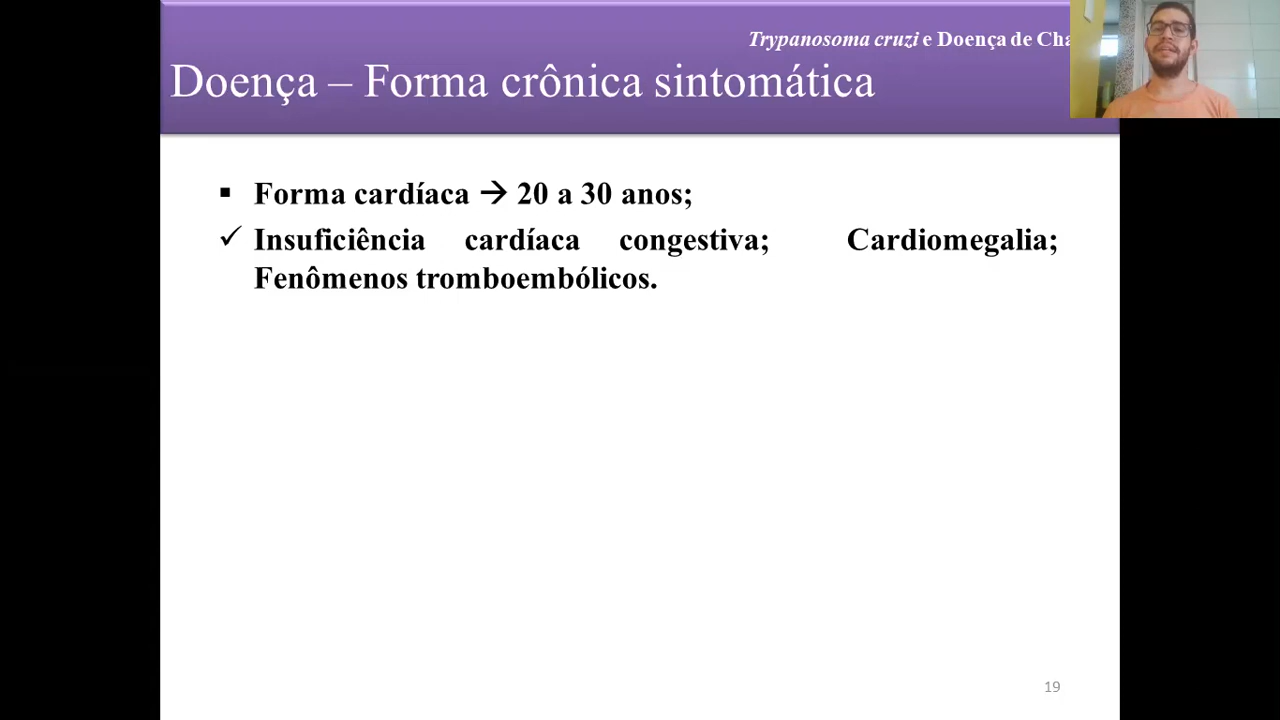 Trypanosoma cruzi e Doença de Cha
Doença – Forma crônica sintomática
▪ Forma cardíaca → 20 a 30 anos;
✓ Insuficiência cardíaca congestiva; Cardiomegalia;
Fenômenos tromboembólicos.
19